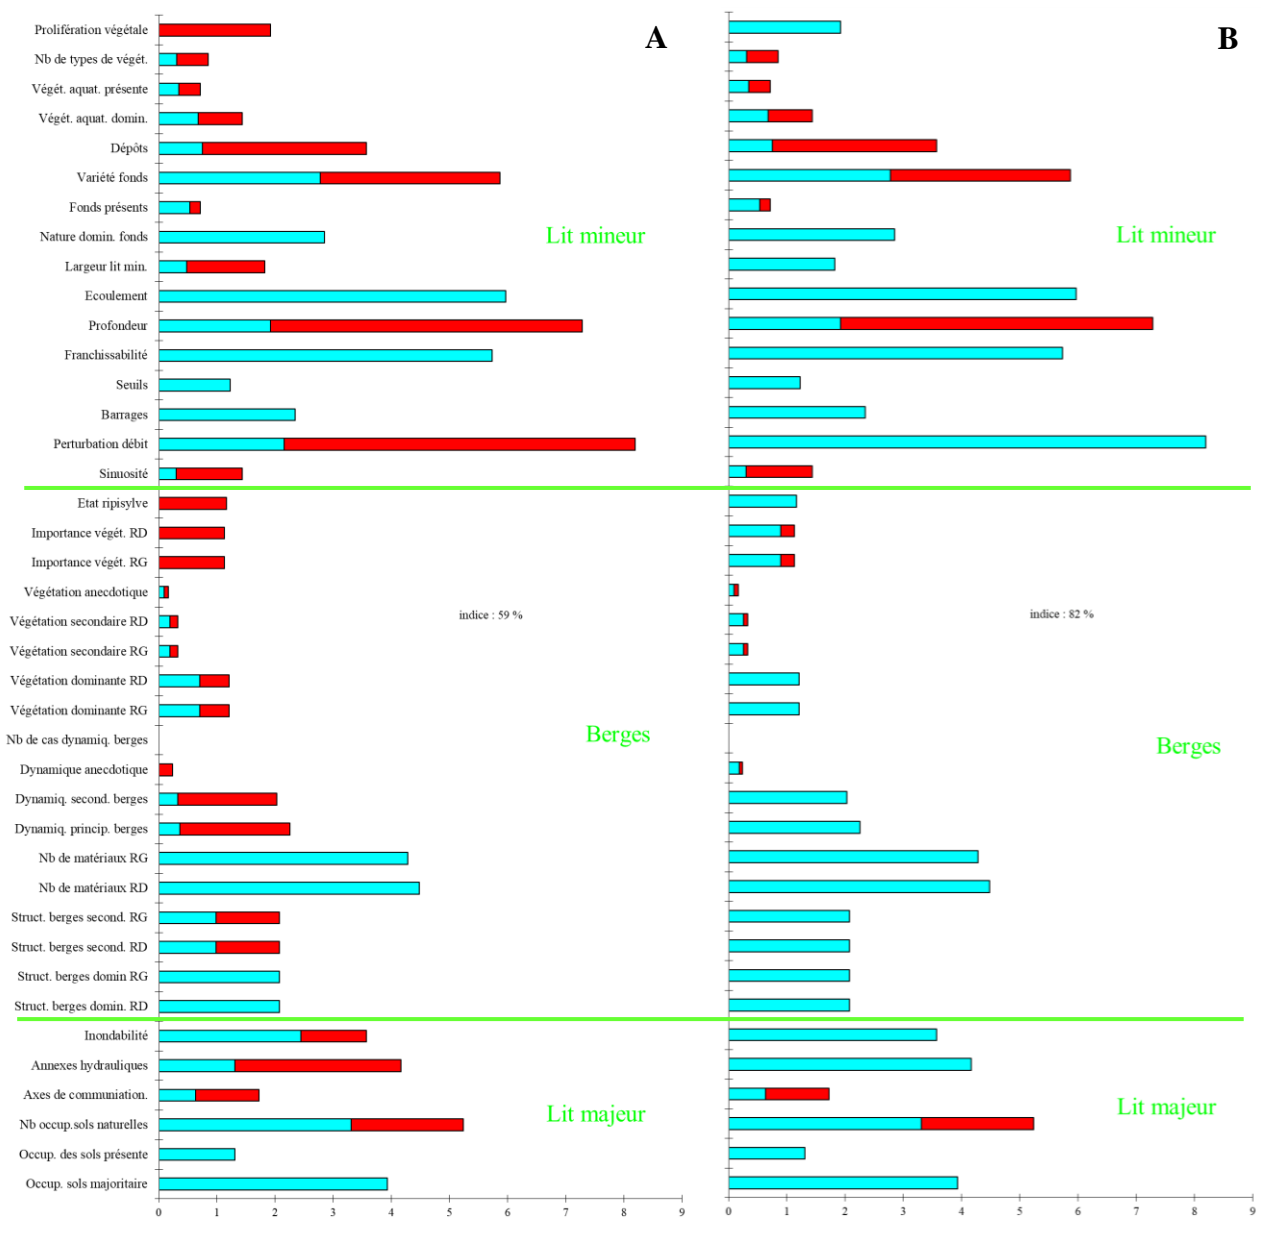 A
B
Prolifération végétale
Nb de types de végét.
Végét. aquat. présente
Végét. aquat. domin.
Dépôts
Variété fonds
Fonds présents
Nature domin. fonds
Lit mineur
Lit mineur
Largeur lit min.
Ecoulement
Profondeur
Franchissabilité
Seuils
Barrages
Perturbation débit
Sinuosité
Etat ripisylve
Importance végét. RD
Importance végét. RG
Végétation anecdotique
indice : 59 %
indice : 82 %
Végétation secondaire RD
Végétation secondaire RG
Végétation dominante RD
Végétation dominante RG
Berges
Berges
Nb de cas dynamiq. berges
Dynamique anecdotique
Dynamiq. second. berges
Dynamiq. princip. berges
Nb de matériaux RG
Nb de matériaux RD
Struct. berges second. RG
Struct. berges second. RD
Struct. berges domin RG
Struct. berges domin. RD
Inondabilité
Annexes hydrauliques
Axes de communiation.
Lit majeur
Lit majeur
Nb occup.sols naturelles
Occup. des sols présente
Occup. sols majoritaire
0 1 2 3 4 5 6 7 8 9
0 1 2 3 4 5 6 7 8 9